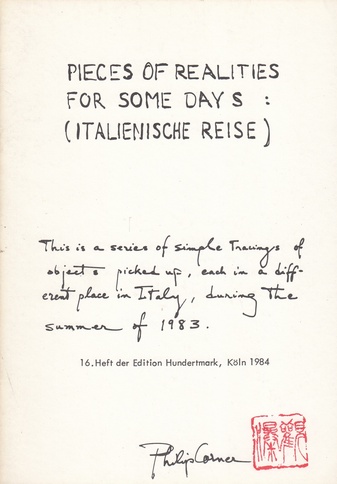 PIECES OF REALITIES
FOR SOME DAYS :
(ITALIENISCHE REISE)
This is a series of simple Tracings of
objects picked up, each in a diff-
erent place in Italy, during The
summer of 1983.
16.Heft der Edition Hundertmark, Köln 1984
Philip Corner